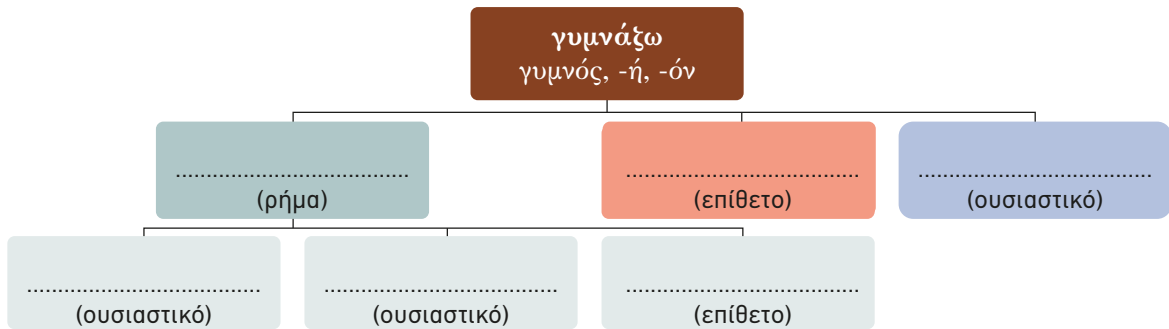 γυμνάζω
γυμνός, -ή, -όν
.................................... (ρήμα)
.................................... (επίθετο)
.................................... (ουσιαστικό)
.................................... (ουσιαστικό)
.................................... (ουσιαστικό)
.................................... (επίθετο)